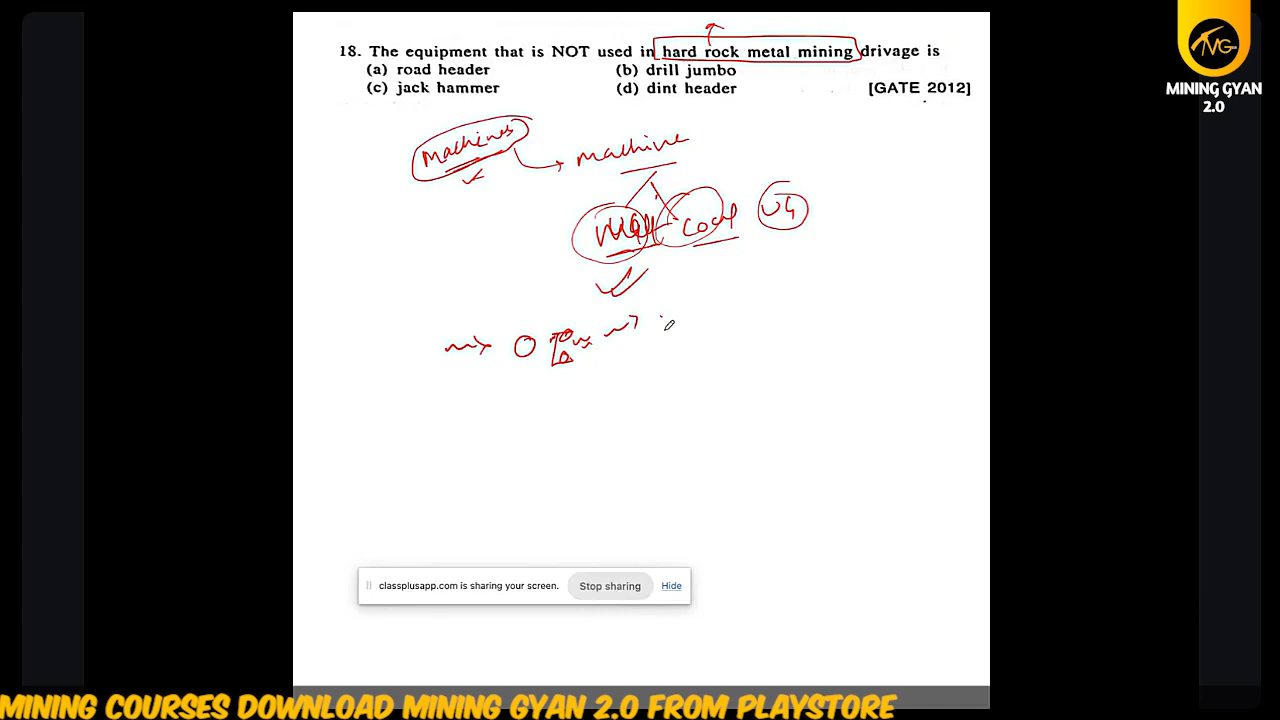 18. The equipment that is NOT used in hard rock metal mining drivage is
(a) road header (b) drill jumbo
(c) jack hammer (d) dint header [GATE 2012]
TVG
MINING GYAN
2.0
machines
machine
coal
classplusapp.com is sharing your screen. Stop sharing Hide
MINING COURSES DOWNLOAD MINING GYAN 2.0 FROM PLAYSTORE